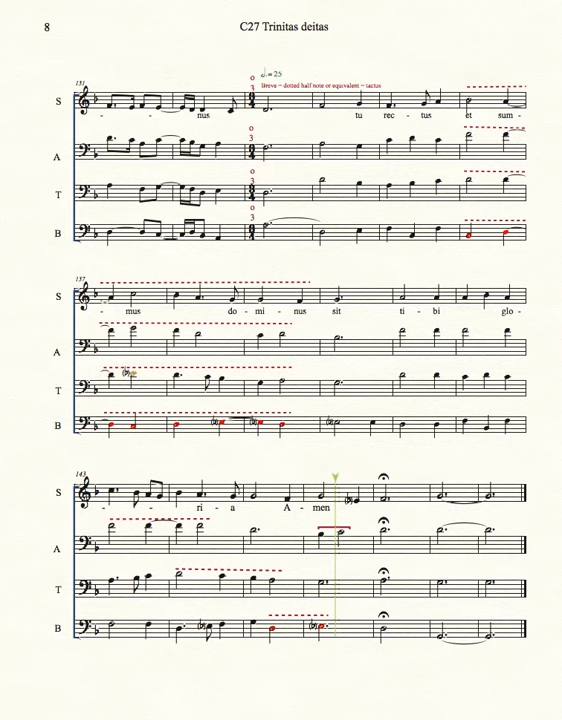 8
C27 Trinitas deitas
131
♩. = 25
Breve = dotted half note or equivalent = tactus
S
- - nus tu rec - tus et sum -
A
T
B
137
S
- mus do - mi - nus sit ti - bi glo -
A
T
B
143
S
- - - ri - a A - men
A
T
B